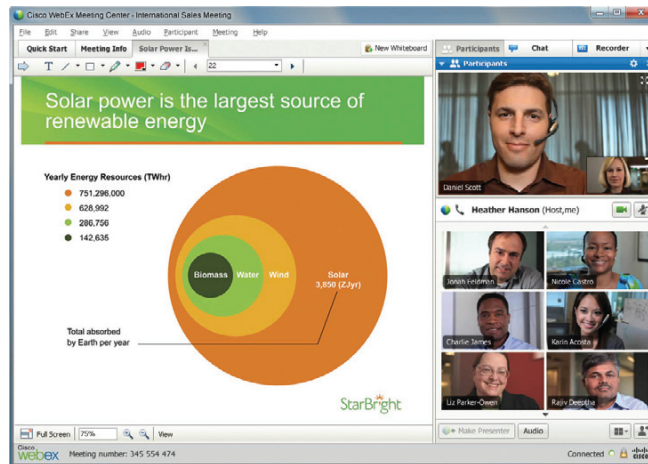 Cisco WebEx Meeting Center - International Sales Meeting
File Edit Share View Audio Participant Meeting Help
Quick Start Meeting Info Solar Power Is...
New Whiteboard
22
Solar power is the largest source of
renewable energy
Yearly Energy Resources (TWhr)
751,296,000
628,992
286,756
142,635
Biomass Water Wind Solar
3,850 (ZJyr)
Total absorbed
by Earth per year
StarBright
Full Screen 75% View
Cisco
webex Meeting number: 345 554 474
Participants Chat Recorder
Participants
Daniel Scott
Heather Hanson (Host,me)
Jonah Feldman Nicole Castro
Charlie James Karin Acosta
Liz Parker-Owen Rajiv Deeptha
Make Presenter Audio
Connected
CISCO